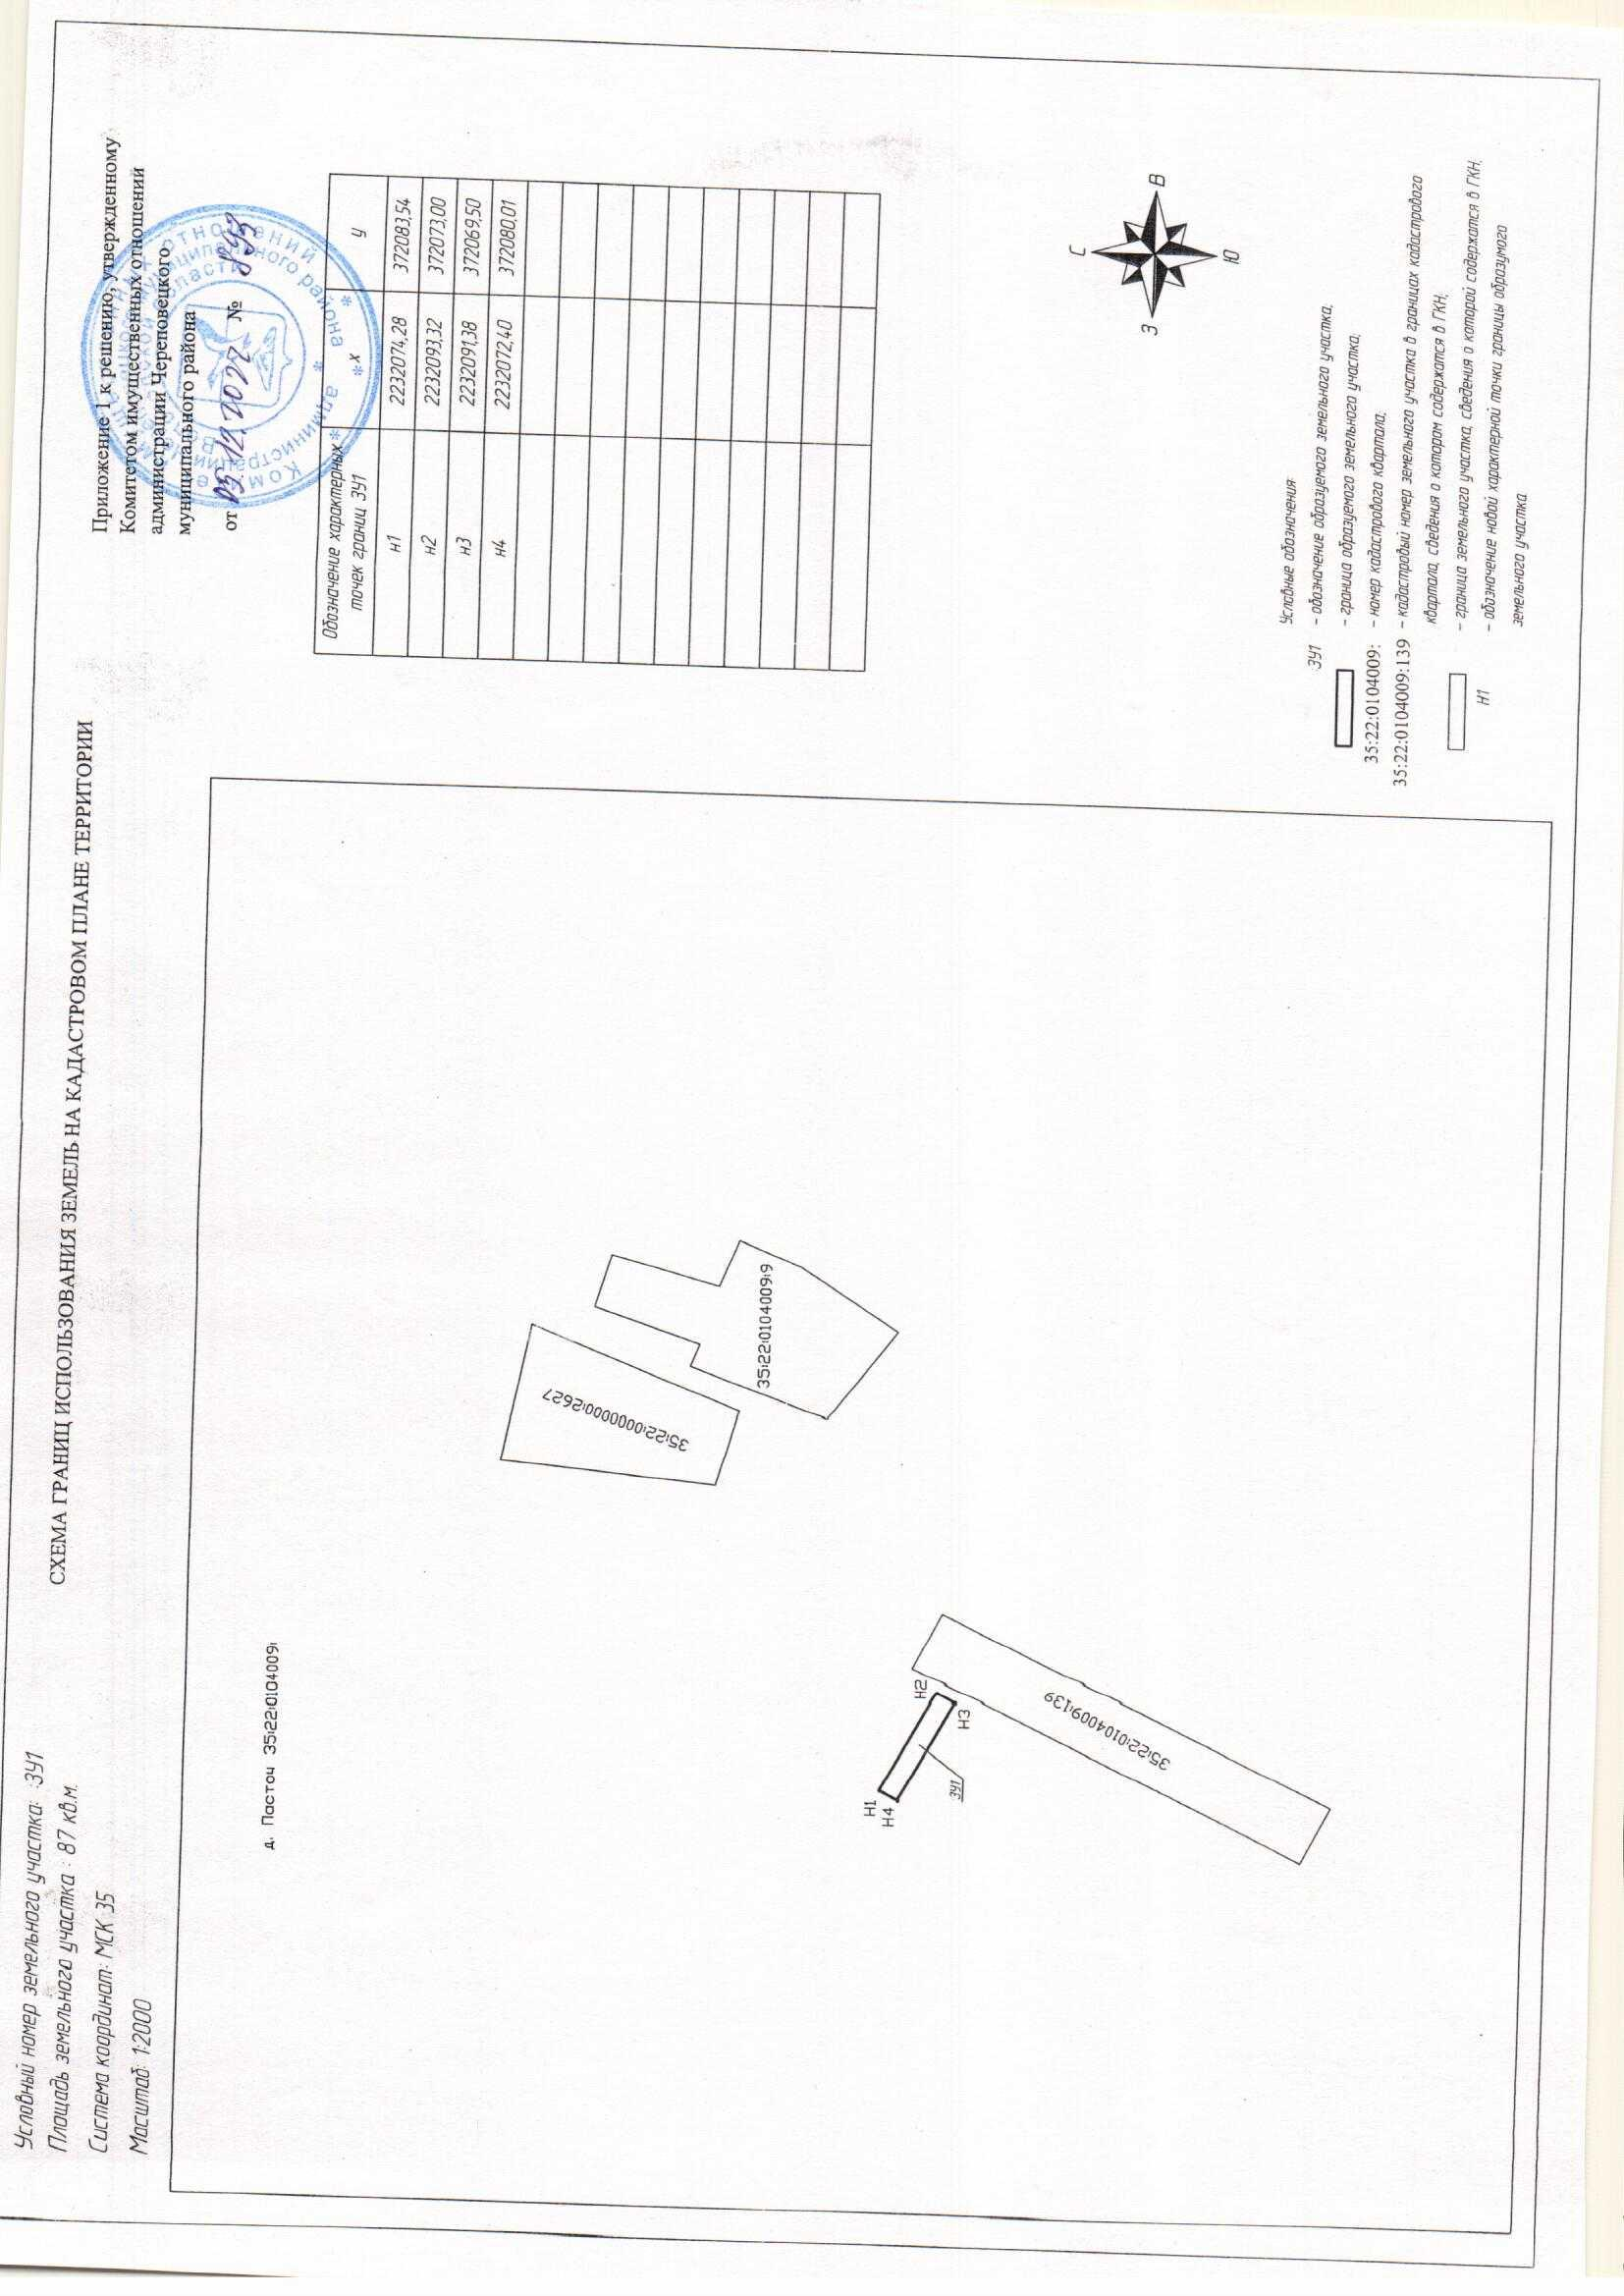 Условный номер земельного участка: :ЗУ1
Площадь земельного участка : 87 кв.м.
Система координат: МСК 35
Масштаб: 1:2000
СХЕМА ГРАНИЦ ИСПОЛЬЗОВАНИЯ ЗЕМЕЛЬ НА КАДАСТРОВОМ ПЛАНЕ ТЕРРИТОРИИ
Приложение 1 к решению, утвержденному
Комитетом имущественных отношений
администрации Череповецкого
муниципального района
от 05.12.2022 №
Обозначение характерных точек границ ЗУ1 х у
н1 2232074,28 372083,54
н2 2232093,32 372073,00
н3 2232091,38 372069,50
н4 2232072,40 372080,01
д. Пасточ 35:22:0104009:
35:22:0000000:2627
35:22:0104009:9
Н1
Н2
Н4
Н3
ЗУ1
35:22:0104009:139
С
З
В
Ю
Условные обозначения:
ЗУ1 – обозначение образуемого земельного участка;
– граница образуемого земельного участка;
35:22:0104009: – номер кадастрового квартала;
35:22:0104009:139 – кадастровый номер земельного участка в границах кадастрового
квартала, сведения о котором содержатся в ГКН;
– граница земельного участка, сведения о которой содержатся в ГКН;
Н1 – обозначение новой характерной точки границы образуемого
земельного участка